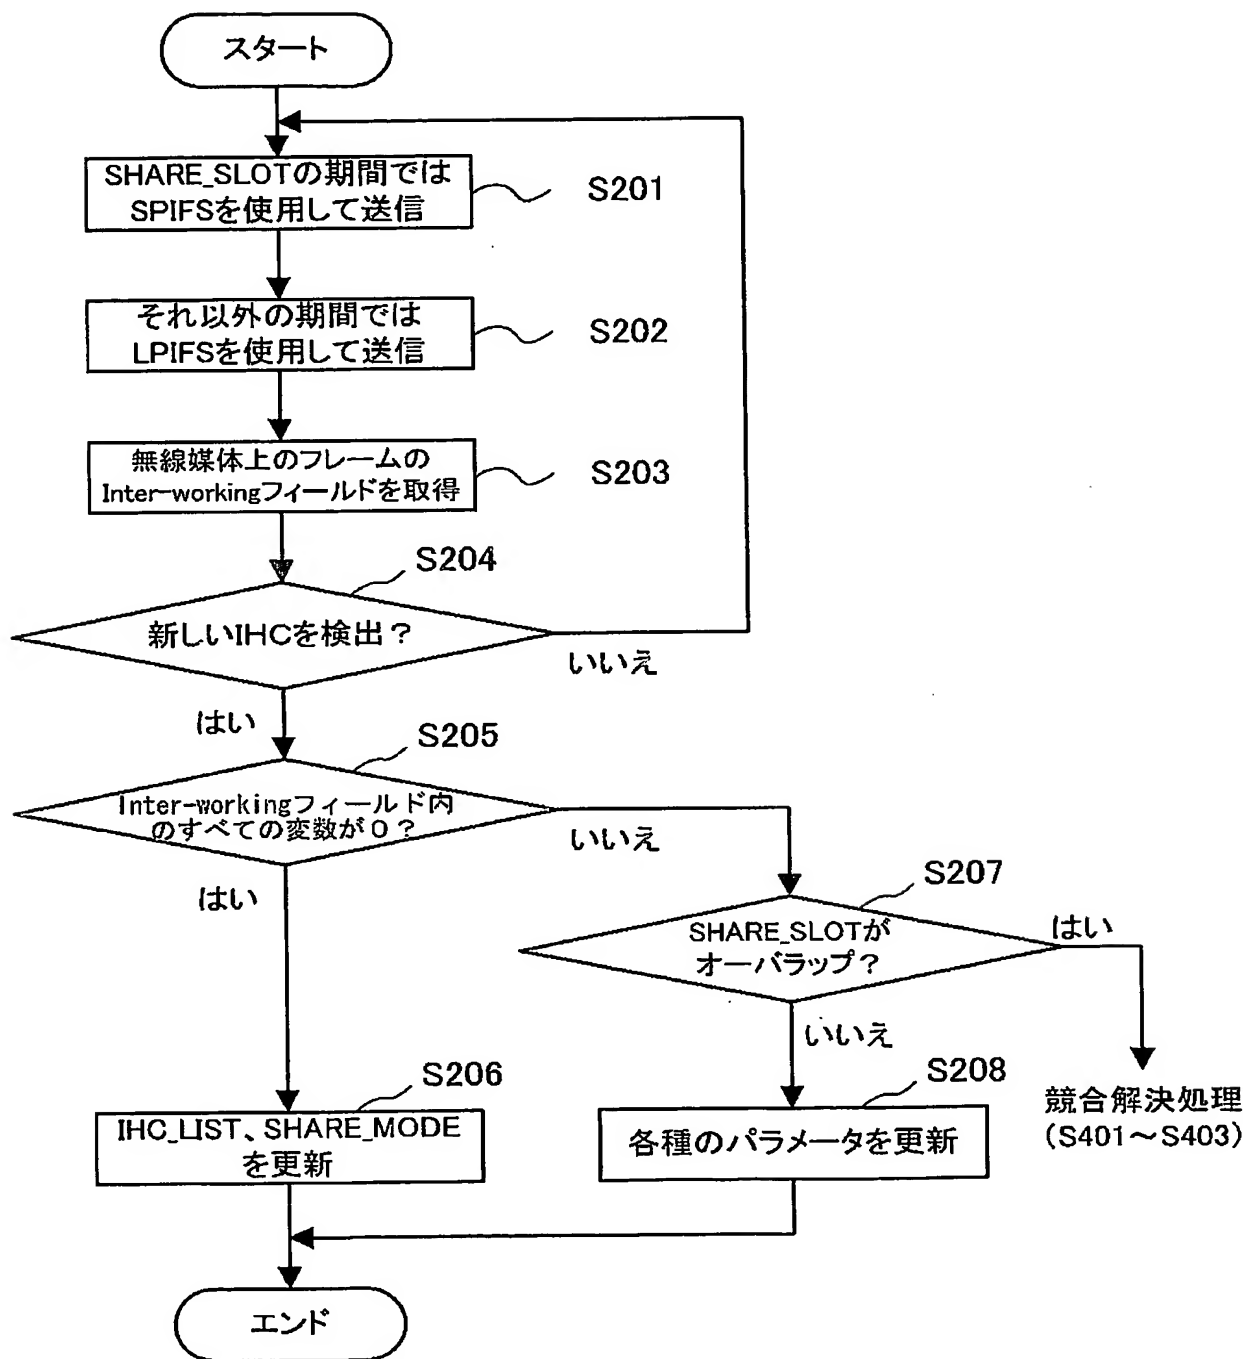 スタート
SHARE_SLOTの期間では
SPIFSを使用して送信
S201
それ以外の期間では
LPIFSを使用して送信
S202
無線媒体上のフレームの
Inter-workingフィールドを取得
S203
S204
新しいIHCを検出？
いいえ
はい
S205
Inter-workingフィールド内
のすべての変数が０？
いいえ
はい
S207
SHARE_SLOTが
オーバラップ？
はい
いいえ
S206
IHC_LIST、SHARE_MODE
を更新
S208
各種のパラメータを更新
競合解決処理
(S401～S403)
エンド